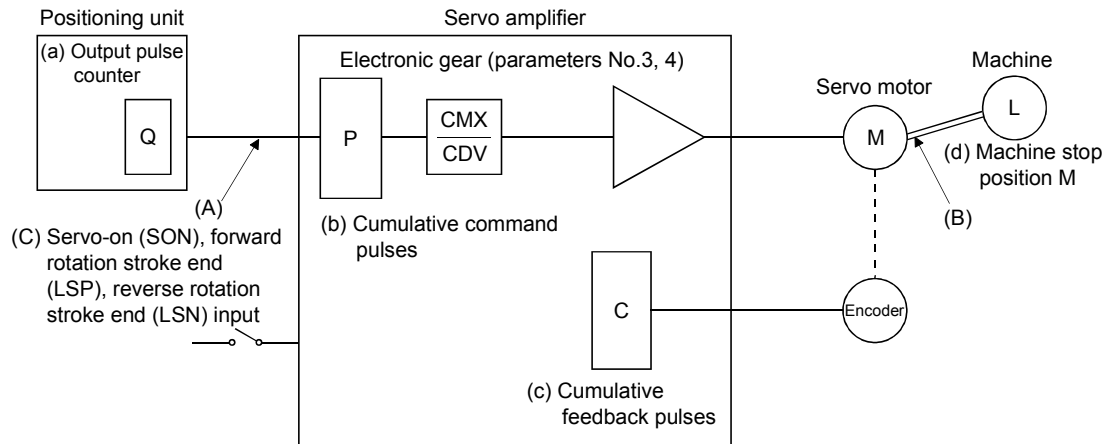 Positioning unit
(a) Output pulse
counter
Q
Servo amplifier
Electronic gear (parameters No.3, 4)
P
CMX
CDV
(b) Cumulative command
pulses
C
(c) Cumulative
feedback pulses
Servo motor
M
Machine
L
(d) Machine stop
position M
(B)
Encoder
(A)
(C) Servo-on (SON), forward
rotation stroke end
(LSP), reverse rotation
stroke end (LSN) input